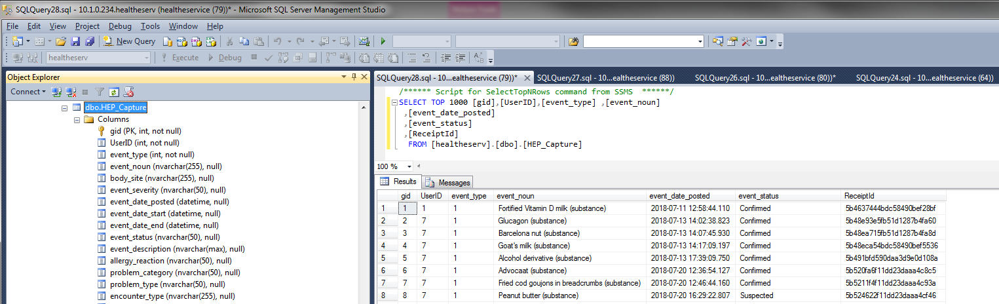 SQLQuery28.sql - 10.1.0.234.healtheserv (healtheservice (79))* - Microsoft SQL Server Management Studio
File Edit View Project Debug Tools Window Help
New Query
healtheserv Execute Debug
Object Explorer
Connect
dbo.HEP_Capture
Columns
gid (PK, int, not null)
UserID (int, not null)
event_type (int, not null)
event_noun (nvarchar(255), null)
body_site (nvarchar(255), null)
event_severity (nvarchar(50), null)
event_date_posted (datetime, null)
event_date_start (datetime, null)
event_date_end (datetime, null)
event_status (nvarchar(50), null)
event_description (nvarchar(max), null)
allergy_reaction (nvarchar(50), null)
problem_category (nvarchar(50), null)
problem_type (nvarchar(50), null)
encounter_type (nvarchar(255), null)
SQLQuery28.sql - 10...ealtheservice (79))* SQLQuery27.sql - 10...ealtheservice (88)) SQLQuery26.sql - 10...ealtheservice (80))* SQLQuery24.sql - 10...ealtheservice (64))
/****** Script for SelectTopNRows command from SSMS ******/
SELECT TOP 1000 [gid],[UserID],[event_type] ,[event_noun]
,[event_date_posted]
,[event_status]
,[ReceiptId]
FROM [healtheserv].[dbo].[HEP_Capture]
100 %
Results Messages
gid UserID event_type event_noun event_date_posted event_status ReceiptId
1 1 1 1 Fortified Vitamin D milk (substance) 2018-07-11 12:58:44.110 Confirmed 5b4637444bdc58490bef28bf
2 2 7 1 Glucagon (substance) 2018-07-13 14:02:38.823 Confirmed 5b48e93e5fb51d1287b4fa60
3 3 7 1 Barcelona nut (substance) 2018-07-13 14:07:45.930 Confirmed 5b48ea715fb51d1287b4fa8d
4 4 7 1 Goat's milk (substance) 2018-07-13 14:17:09.197 Confirmed 5b48eca54bdc58490bef5536
5 5 7 1 Alcohol derivative (substance) 2018-07-13 17:39:09.750 Confirmed 5b491bfd590daa3d9e0d108a
6 6 7 1 Advocaat (substance) 2018-07-20 12:36:54.127 Confirmed 5b520fa6f11dd23daaa4c8c5
7 7 7 1 Fried cod goujons in breadcrumbs (substance) 2018-07-20 12:46:44.160 Confirmed 5b5211f4f11dd23daaa4c93a
8 8 7 1 Peanut butter (substance) 2018-07-20 16:29:22.807 Suspected 5b524622f11dd23daaa4cf46